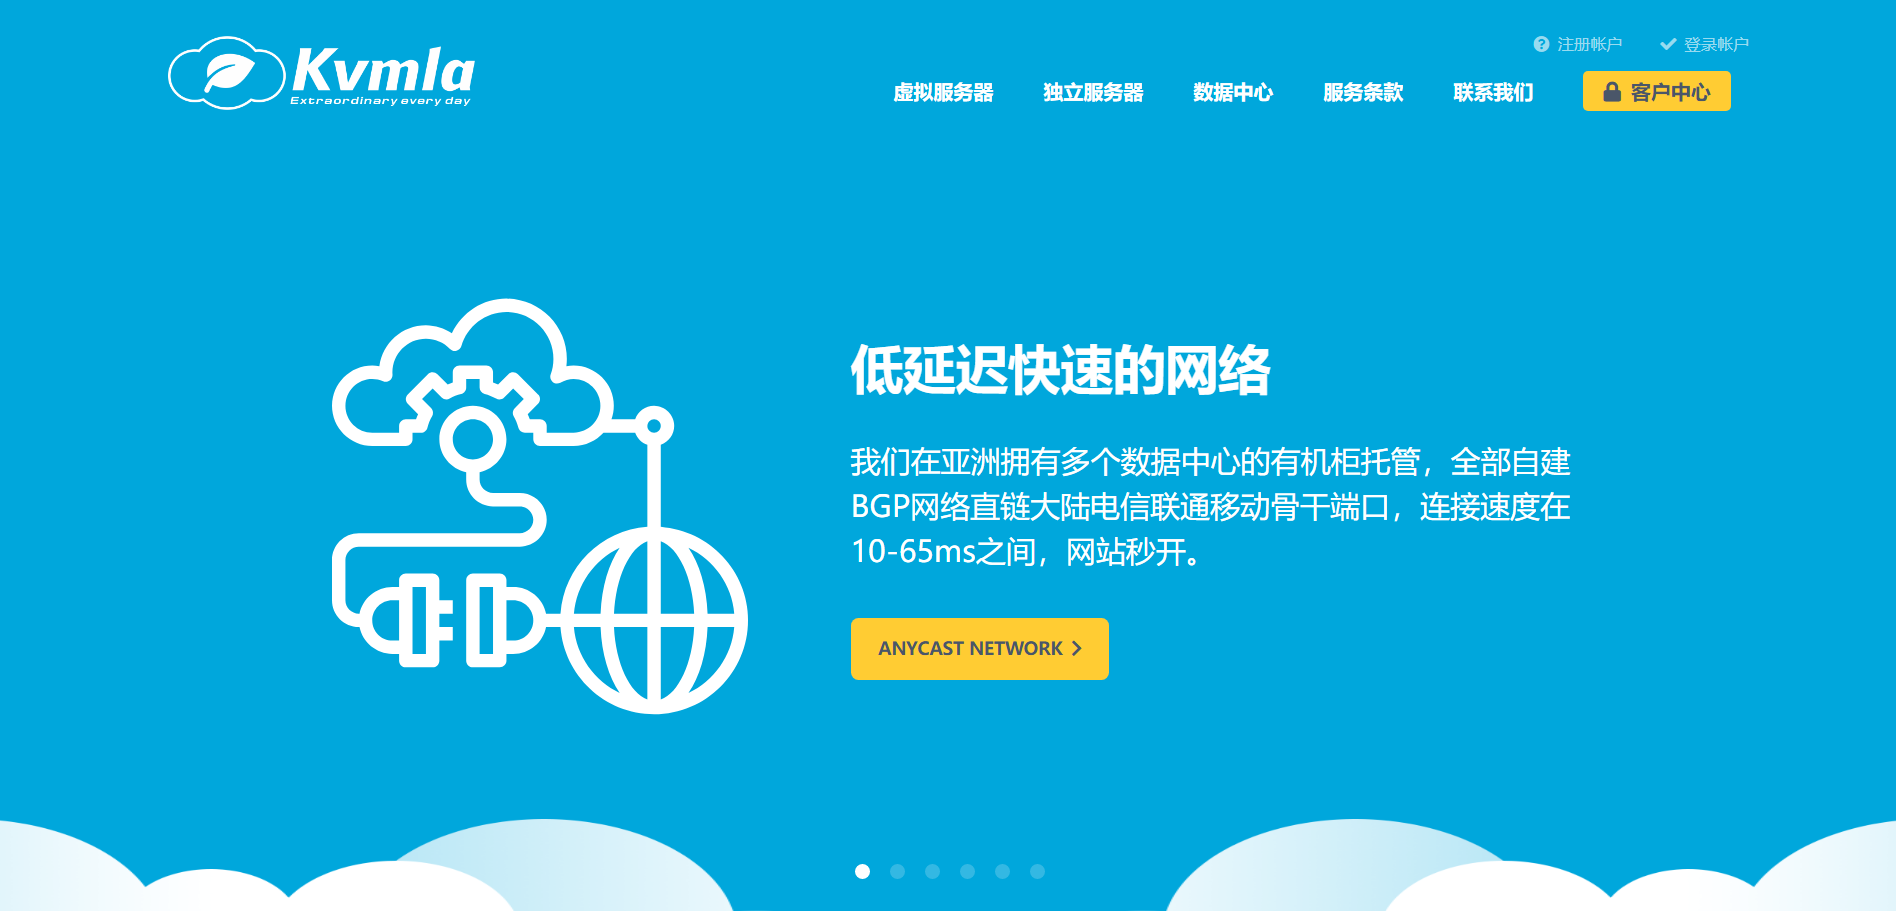 Kvmla
Extraordinary every day
注册帐户
登录帐户
虚拟服务器
独立服务器
数据中心
服务条款
联系我们
客户中心
低延迟快速的网络
我们在亚洲拥有多个数据中心的有机柜托管，全部自建
BGP网络直链大陆电信联通移动骨干端口，连接速度在
10-65ms之间，网站秒开。
ANYCAST NETWORK